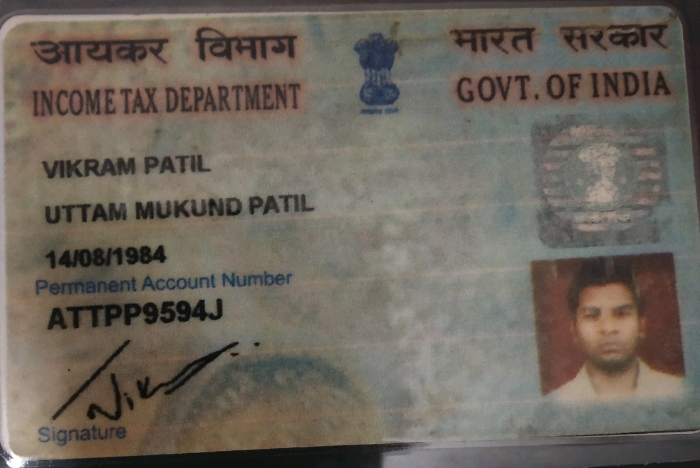 आयकर विभाग
भारत सरकार
INCOME TAX DEPARTMENT
GOVT. OF INDIA
VIKRAM PATIL
UTTAM MUKUND PATIL
14/08/1984
Permanent Account Number
ATTPP9594J
Signature